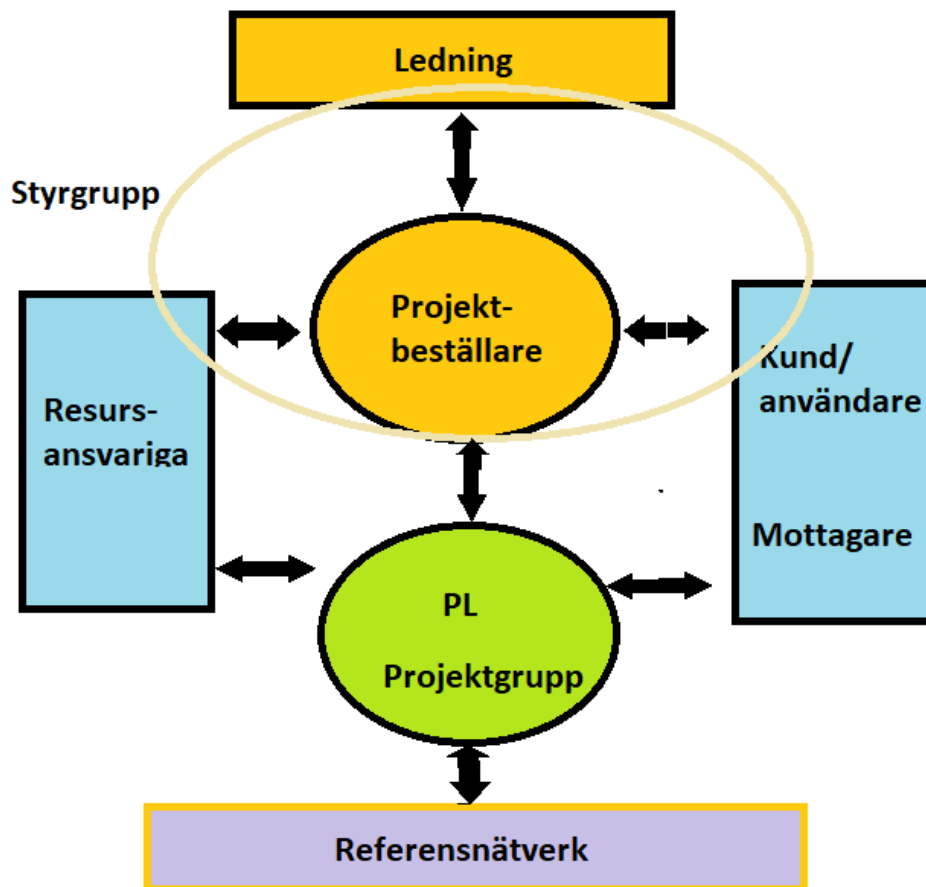 Ledning
Styrgrupp
Projekt-
beställare
Resurs-
ansvariga
Kund/
användare
Mottagare
PL
Projektgrupp
Referensnätverk